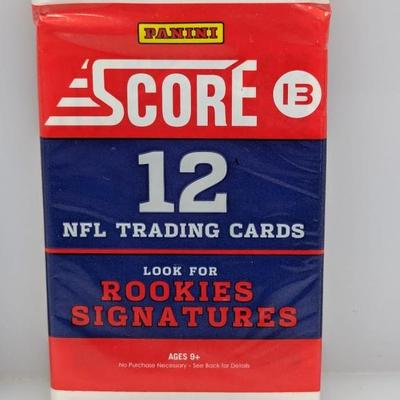 PANINI
SCORE 13
12
NFL TRADING CARDS
LOOK FOR
ROOKIES
SIGNATURES
AGES 9+
No Purchase Necessary - See Back for Details